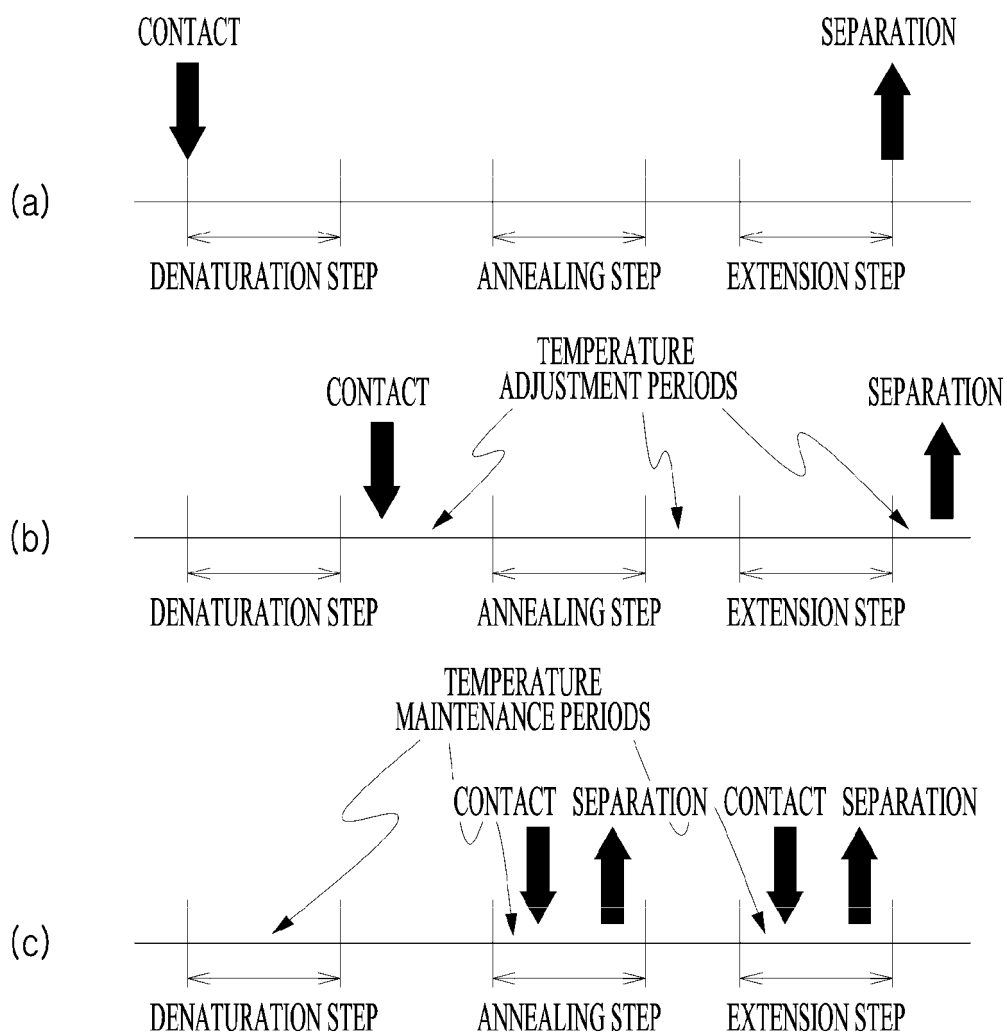 CONTACT
SEPARATION
(a)
DENATURATION STEP
ANNEALING STEP
EXTENSION STEP
TEMPERATURE
ADJUSTMENT PERIODS
CONTACT
SEPARATION
(b)
DENATURATION STEP
ANNEALING STEP
EXTENSION STEP
TEMPERATURE
MAINTENANCE PERIODS
CONTACT
SEPARATION
CONTACT
SEPARATION
(c)
DENATURATION STEP
ANNEALING STEP
EXTENSION STEP